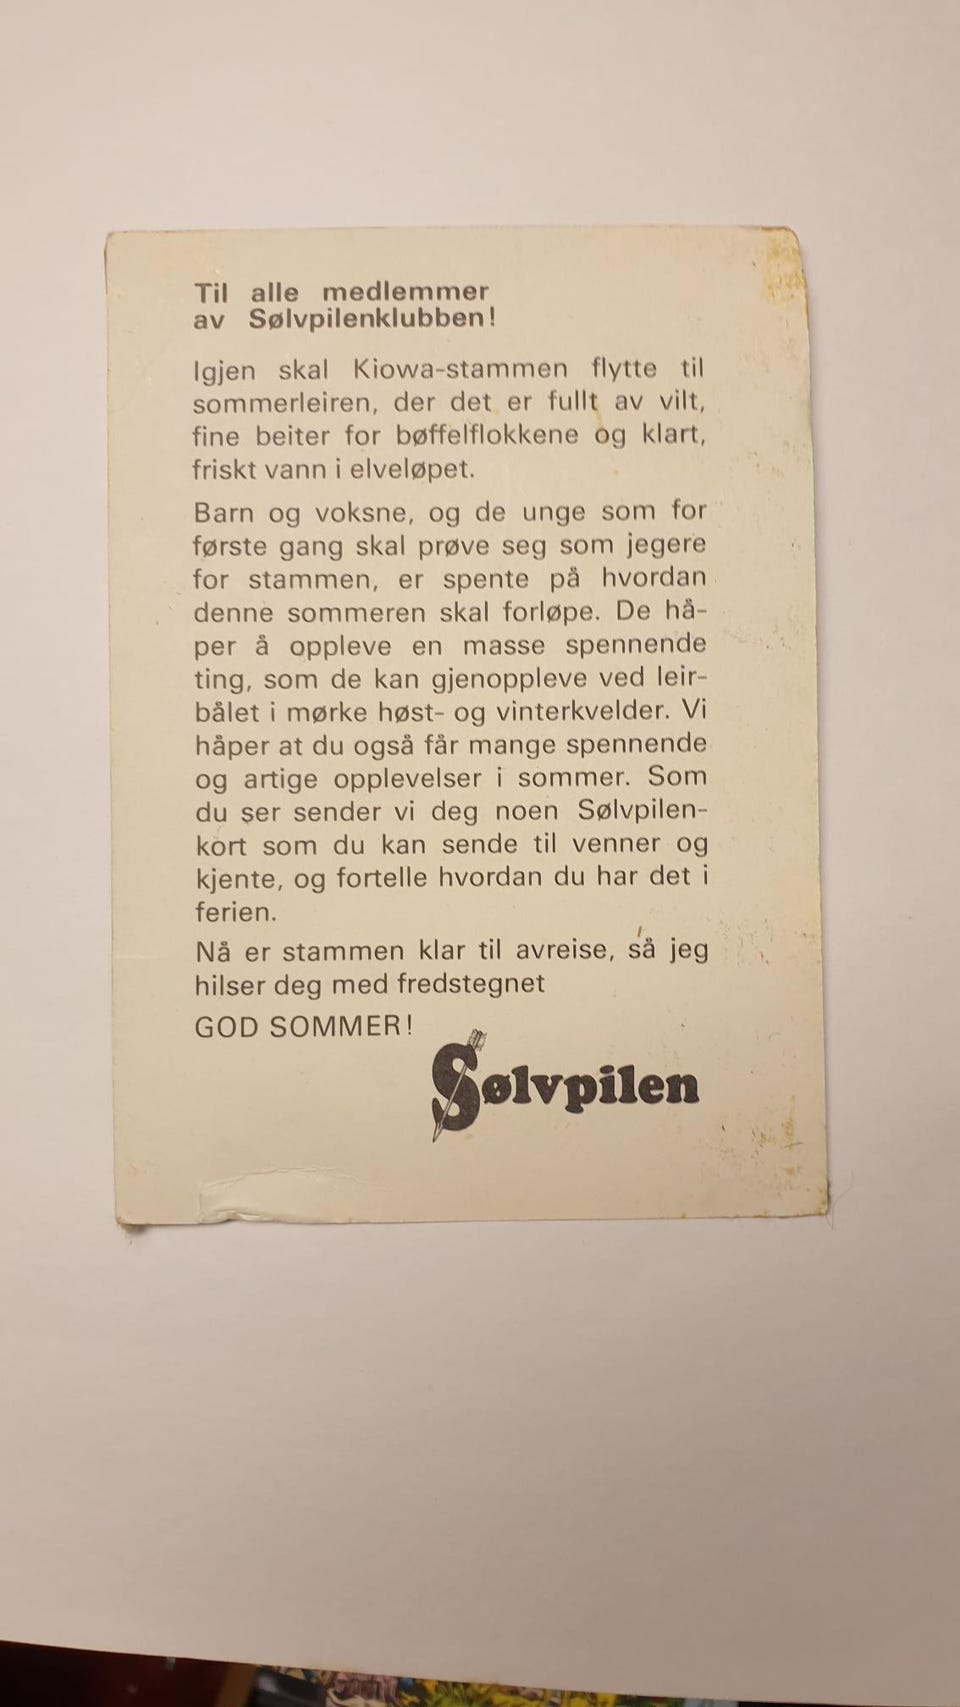 Til alle medlemmer
av Sølvpilenklubben!
Igjen skal Kiowa-stammen flytte til
sommerleiren, der det er fullt av vilt,
fine beiter for bøffelflokkene og klart,
friskt vann i elveløpet.
Barn og voksne, og de unge som for
første gang skal prøve seg som jegere
for stammen, er spente på hvordan
denne sommeren skal forløpe. De hå-
per å oppleve en masse spennende
ting, som de kan gjenoppleve ved leir-
bålet i mørke høst- og vinterkvelder. Vi
håper at du også får mange spennende
og artige opplevelser i sommer. Som
du ser sender vi deg noen Sølvpilen-
kort som du kan sende til venner og
kjente, og fortelle hvordan du har det i
ferien.
Nå er stammen klar til avreise, så jeg
hilser deg med fredstegnet
GOD SOMMER!
Sølvpilen